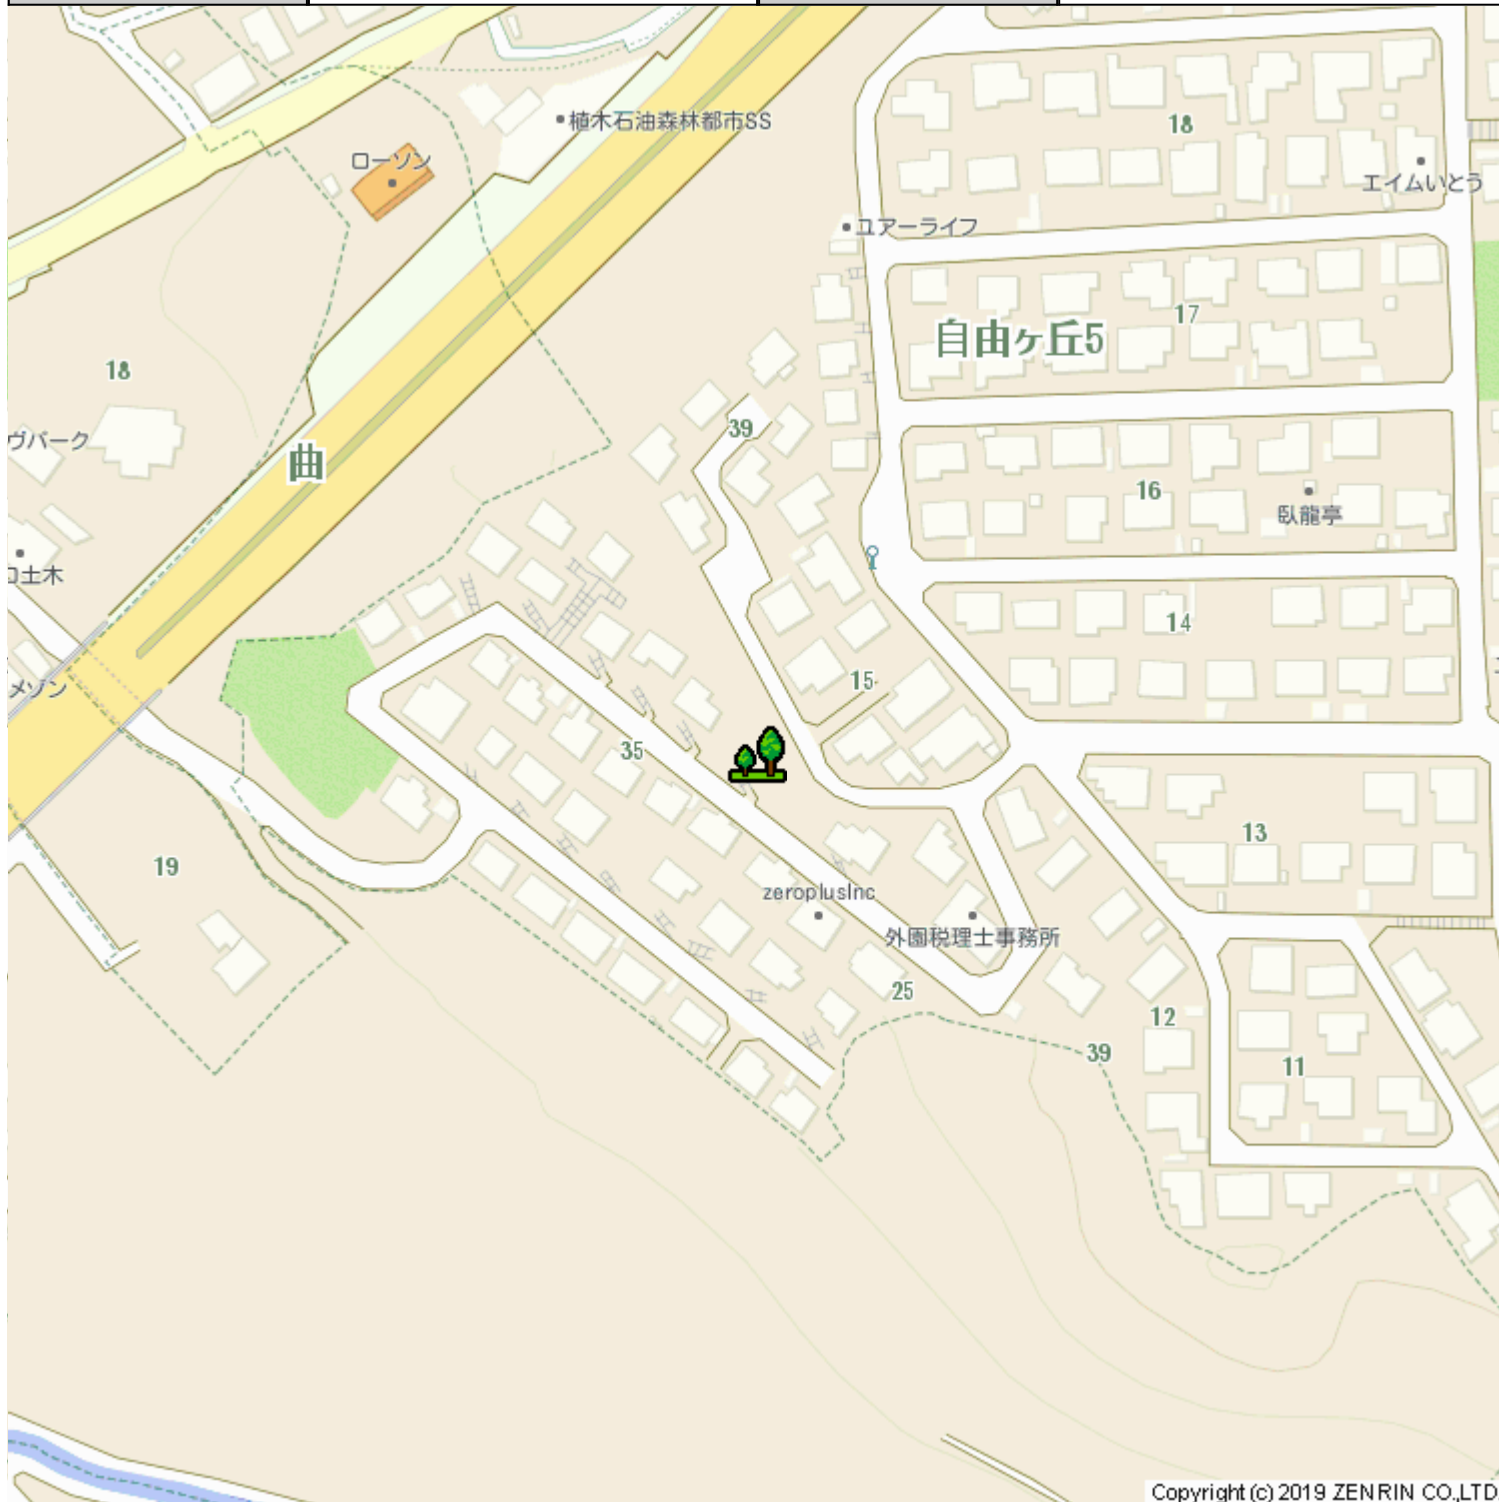 植木石油森林都市SS
18
ローソン
エイムいとう
ユアーライフ
17
自由ヶ丘5
18
39
ヴパーク
曲
16
臥龍亭
土木
14
15
メゾン
35
13
19
zeroplusInc
外園税理士事務所
25
12
39
11
Copyright (c) 2019 ZENRIN CO.,LTD